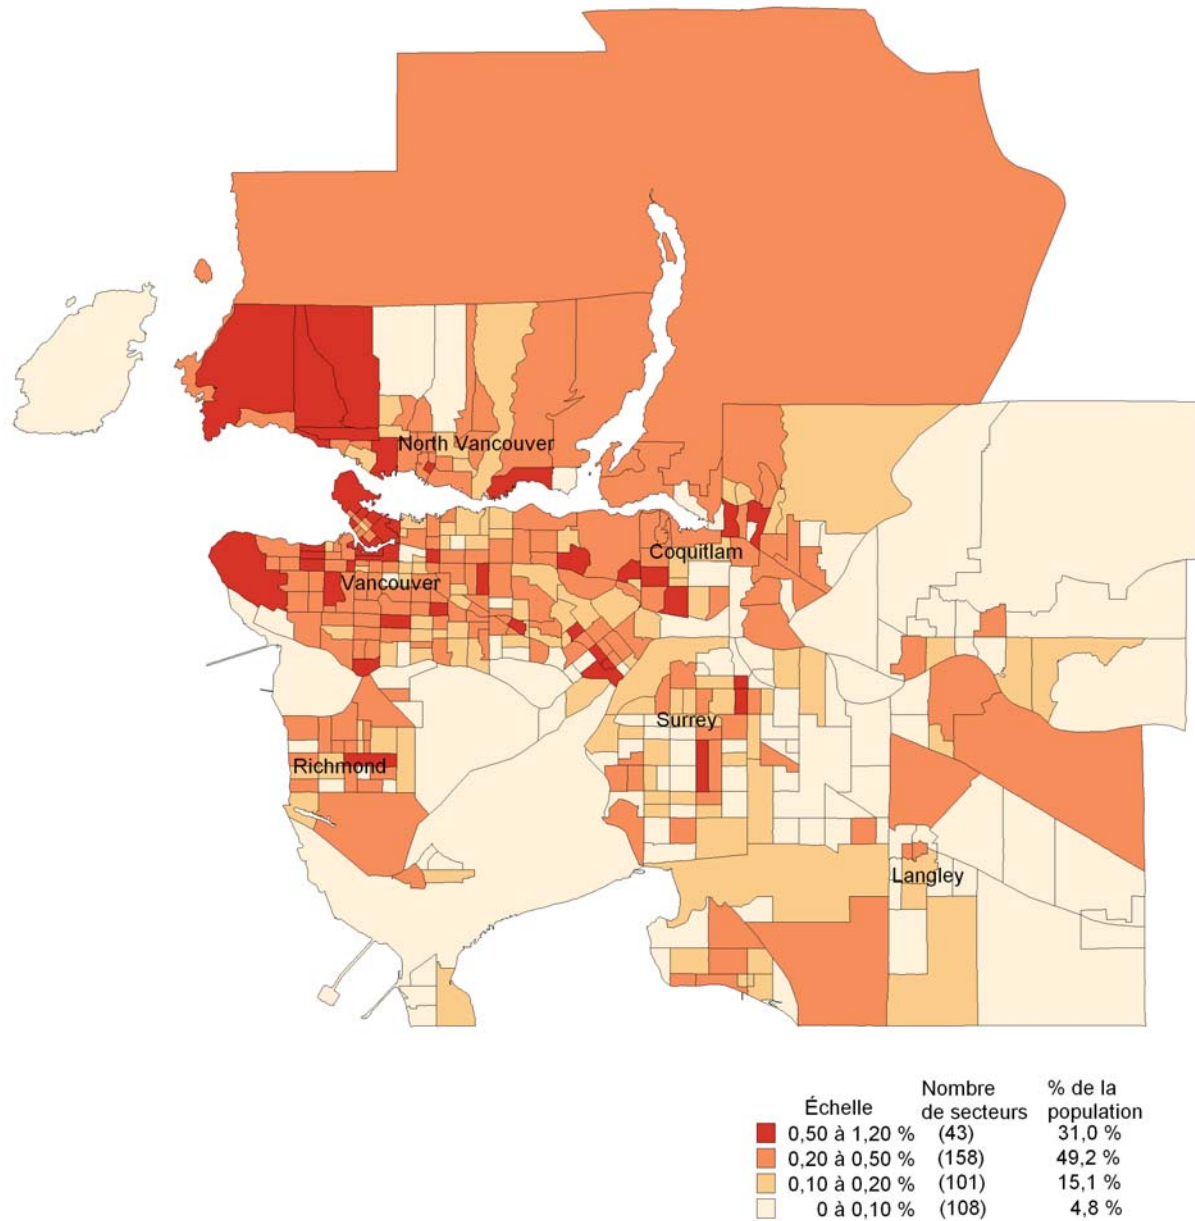 North Vancouver
Coquitlam
Vancouver
Surrey
Richmond
Langley
Échelle Nombre de secteurs % de la population
0,50 à 1,20 % (43) 31,0 %
0,20 à 0,50 % (158) 49,2 %
0,10 à 0,20 % (101) 15,1 %
0 à 0,10 % (108) 4,8 %